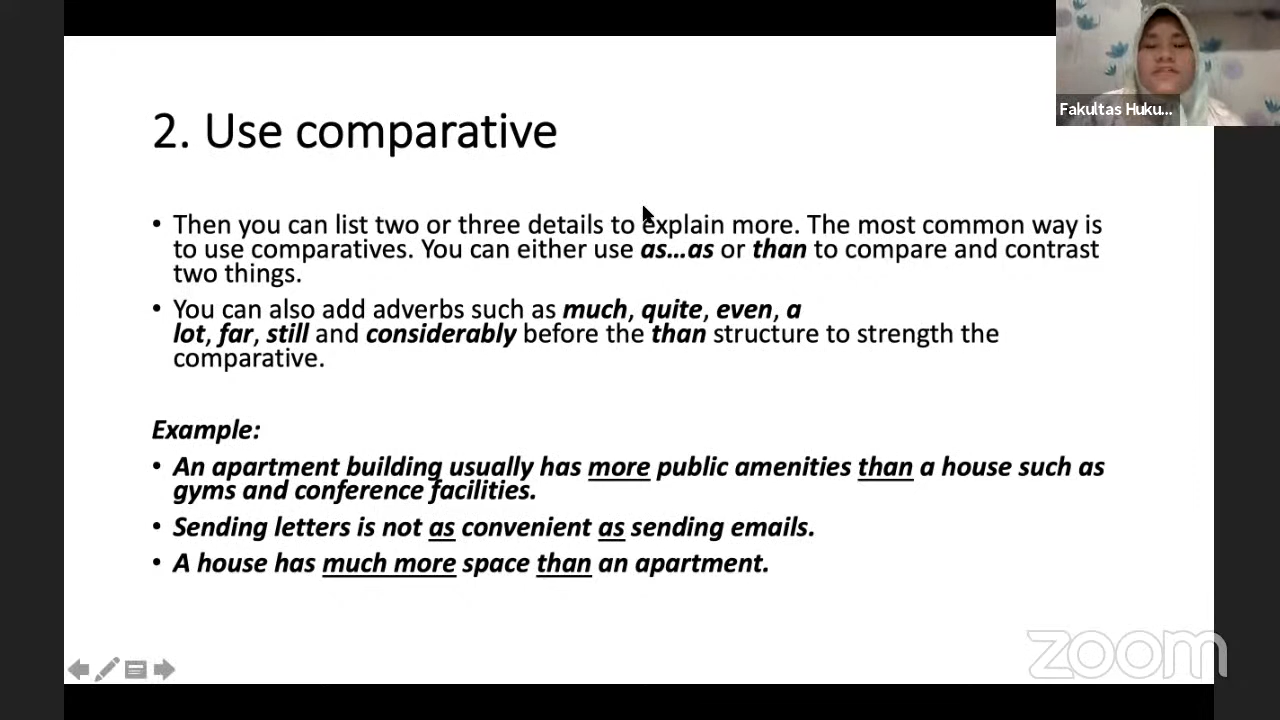 Fakultas Huku...
2. Use comparative
• Then you can list two or three details to explain more. The most common way is
to use comparatives. You can either use as...as or than to compare and contrast
two things.
• You can also add adverbs such as much, quite, even, a
lot, far, still and considerably before the than structure to strength the
comparative.
Example:
• An apartment building usually has more public amenities than a house such as
gyms and conference facilities.
• Sending letters is not as convenient as sending emails.
• A house has much more space than an apartment.
zoom